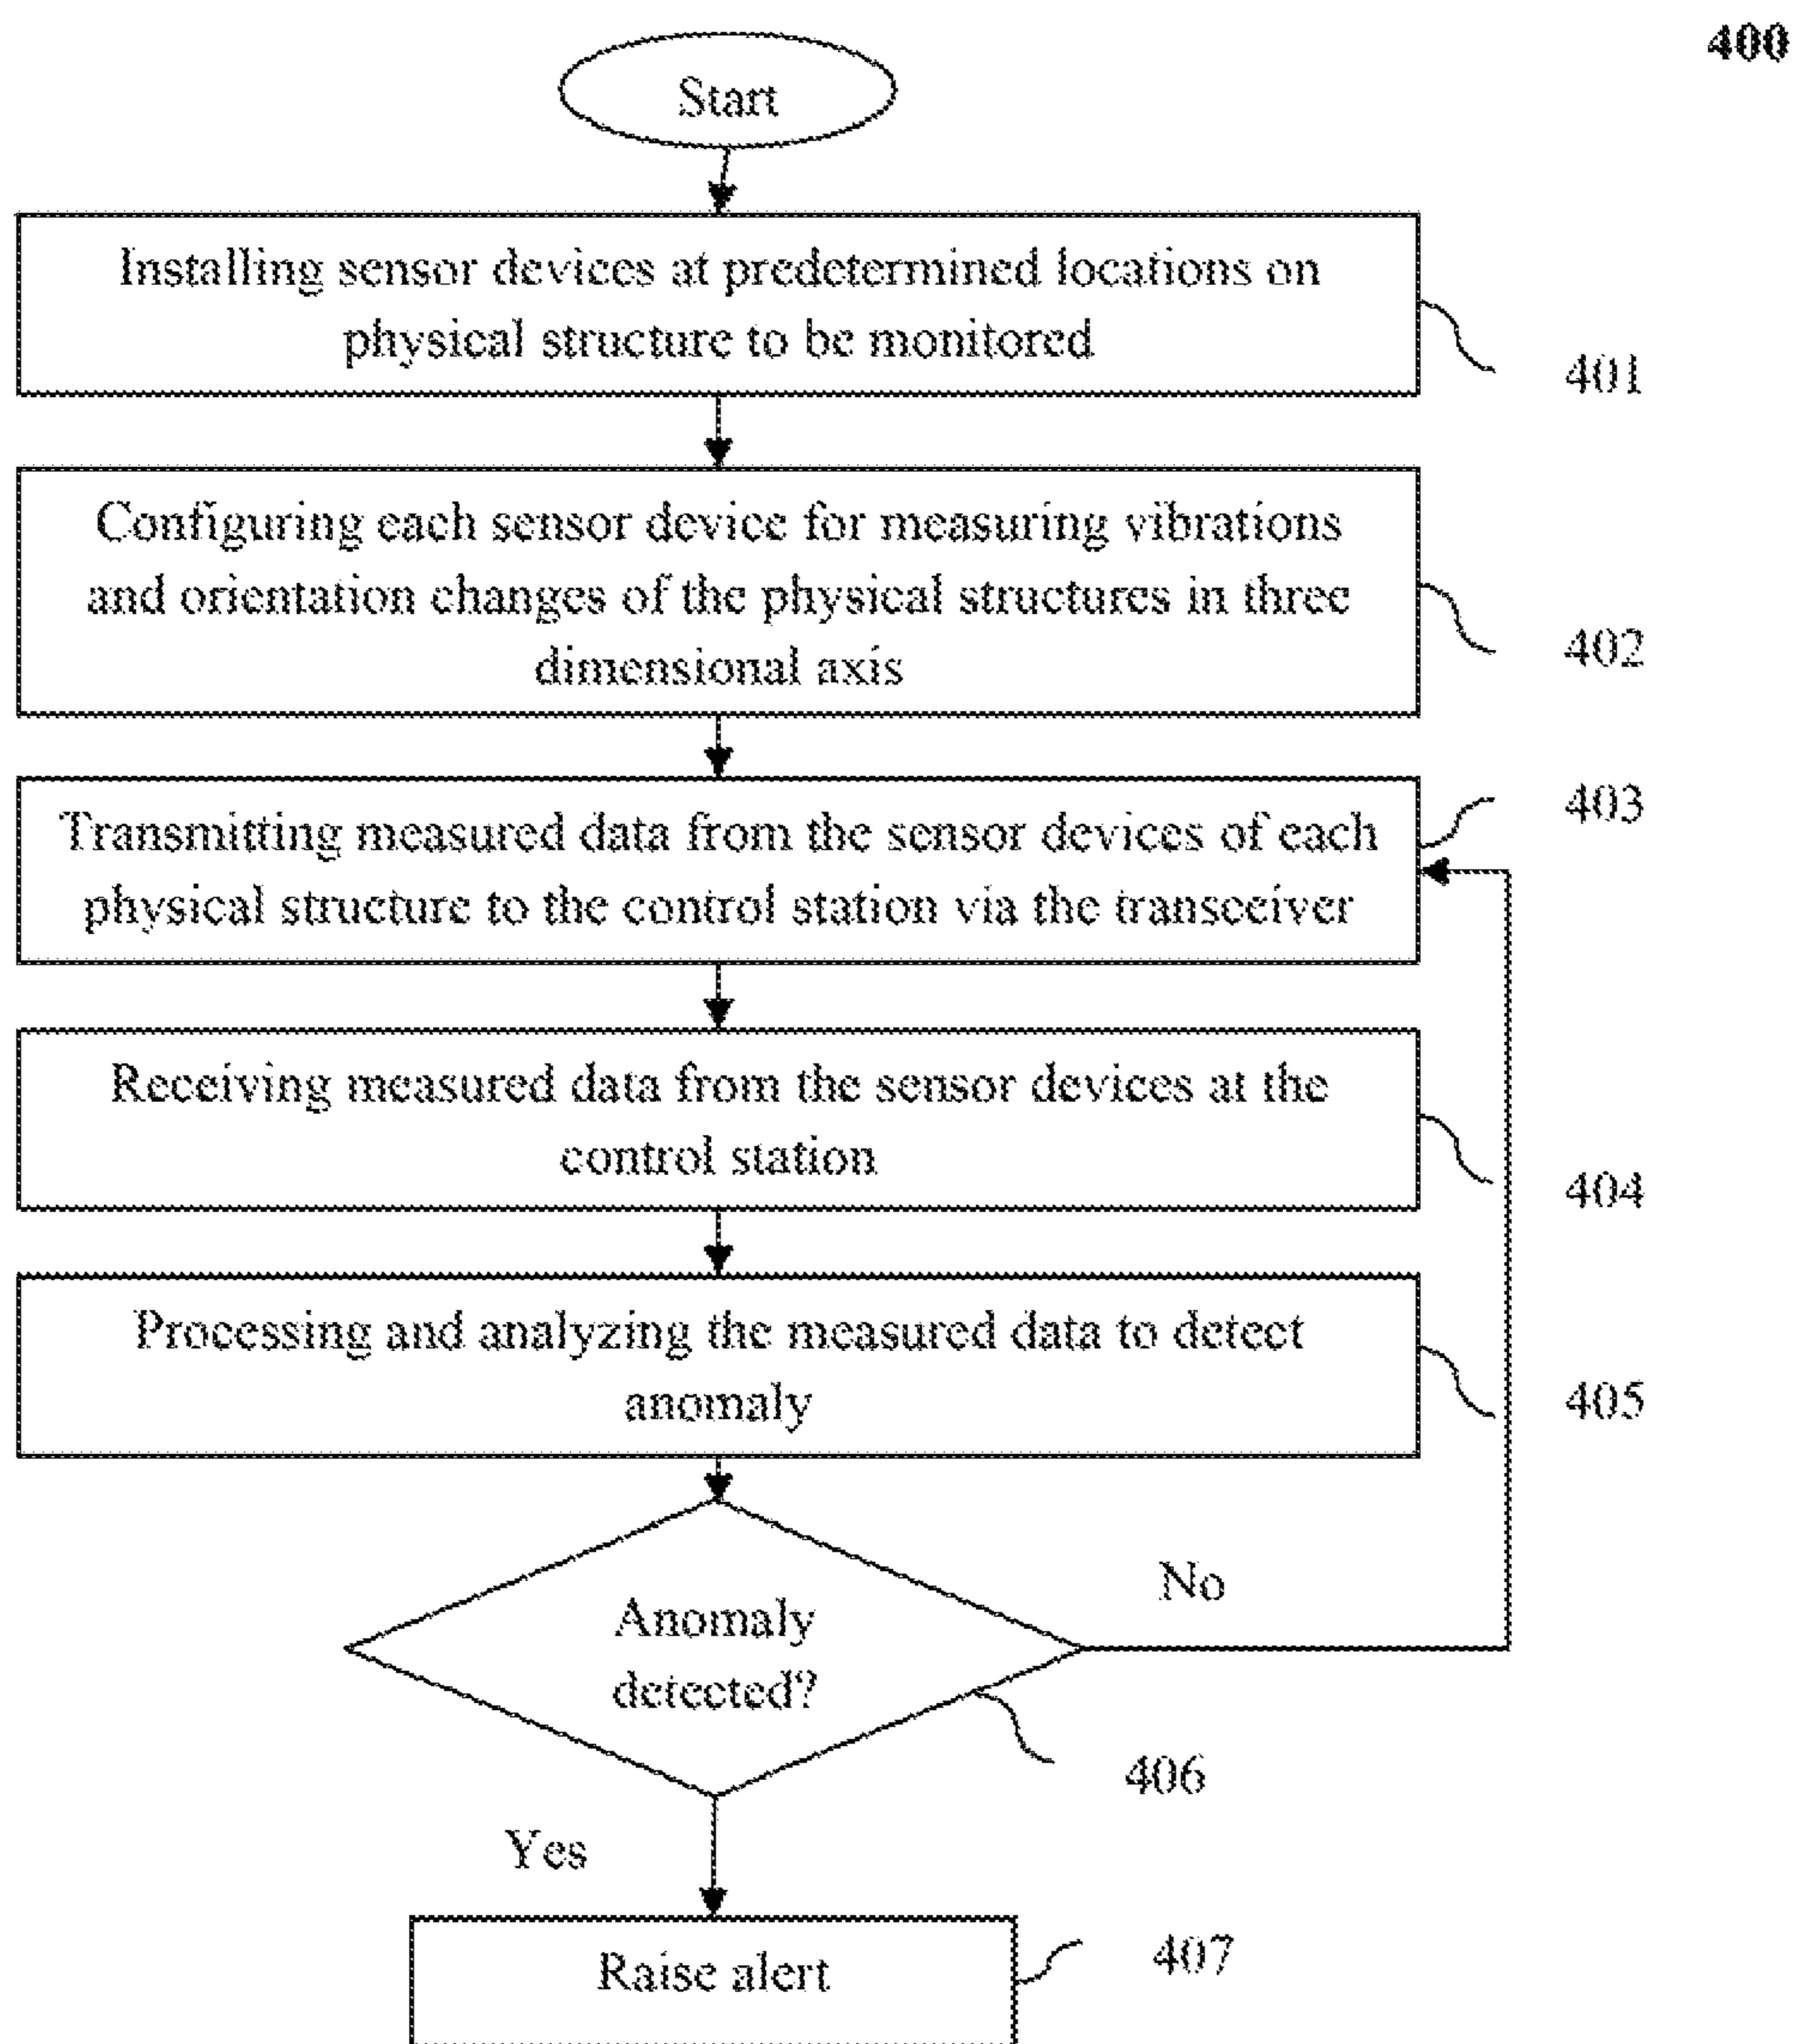 400
Start
Installing sensor devices at predetermined locations on
physical structure to be monitored
401
Configuring each sensor device for measuring vibrations
and orientation changes of the physical structures in three
dimensional axis
402
403
Transmitting measured data from the sensor devices of each
physical structure to the control station via the transceiver
Receiving measured data from the sensor devices at the
control station
404
Processing and analyzing the measured data to detect
anomaly
405
No
Anomaly
detected?
406
Yes
Raise alert
407